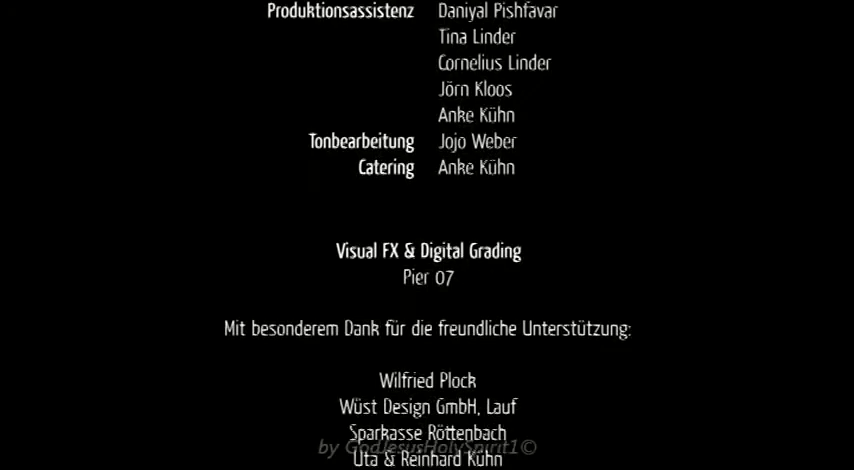 Produktionsassistenz Daniyal Pishfavar
Tina Linder
Cornelius Linder
Jörn Kloos
Anke Kühn
Tonbearbeitung Jojo Weber
Catering Anke Kühn
Visual FX & Digital Grading
Pier 07
Mit besonderem Dank für die freundliche Unterstützung:
Wilfried Plock
Wüst Design GmbH, Lauf
Sparkasse Röttenbach
by GodJesusHolySpirit1©
Uta & Reinhard Kühn